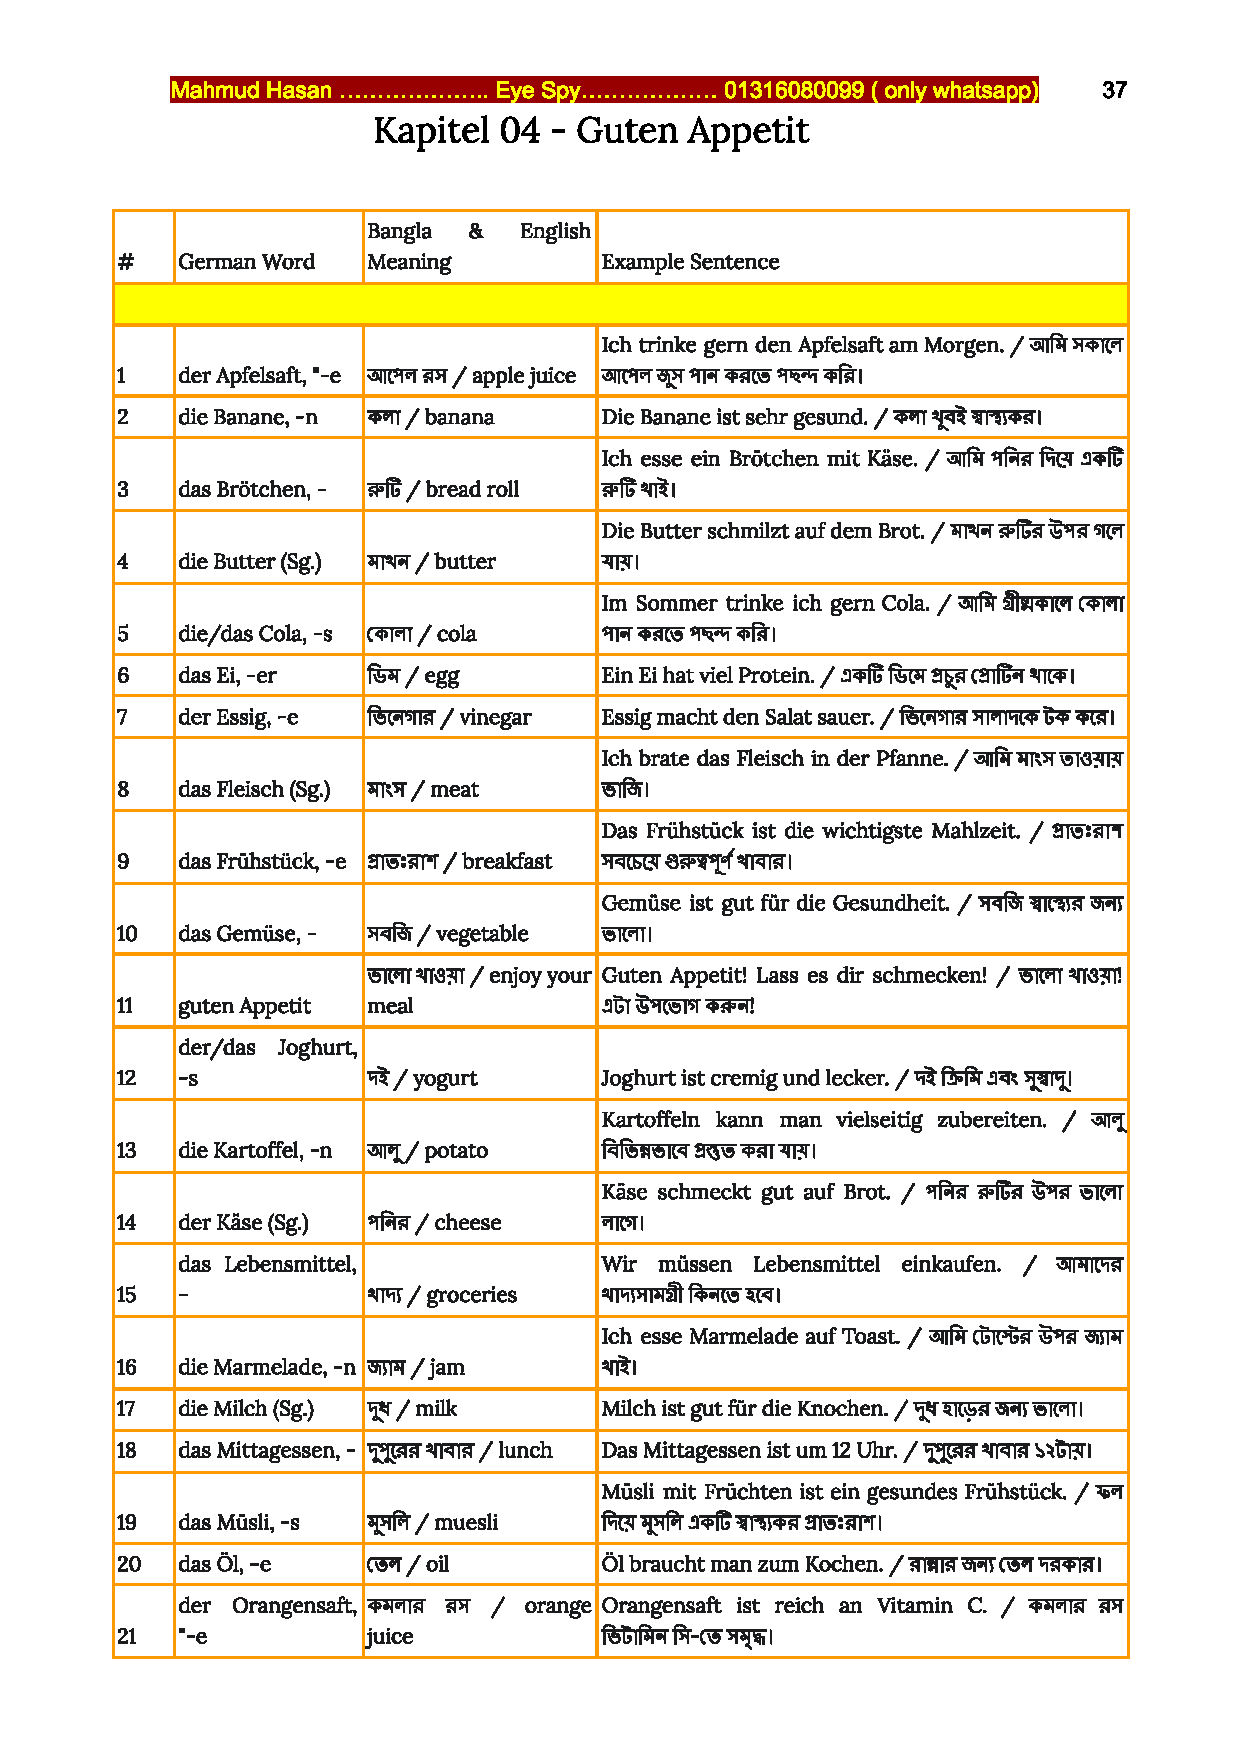 Mahmud Hasan ……………….. Eye Spy……………… 01316080099 ( only whatsapp) 37
Kapitel 04 - Guten Appetit
Bangla & English
# German Word Meaning Example Sentence
Ich trinke gern den Apfelsaft am Morgen. / আমি সকালে
1 der Apfelsaft, "-e আপেল রস / apple juice আপেল জুস পান করতে পছন্দ করি।
2 die Banane, -n কলা / banana Die Banane ist sehr gesund. / কলা খুবই স্বাস্থ্যকর।
Ich esse ein Brötchen mit Käse. / আমি পনির দিয়ে একটি
3 das Brötchen, - রুটি / bread roll রুটি খাই।
Die Butter schmilzt auf dem Brot. / মাখন রুটির উপর গলে
4 die Butter (Sg.) মাখন / butter যায়।
Im Sommer trinke ich gern Cola. / আমি গ্রীষ্মকালে কোলা
5 die/das Cola, -s কোলা / cola পান করতে পছন্দ করি।
6 das Ei, -er ডিম / egg Ein Ei hat viel Protein. / একটি ডিমে প্রচুর প্রোটিন থাকে।
7 der Essig, -e ভিনেগার / vinegar Essig macht den Salat sauer. / ভিনেগার সালাদকে টক করে।
Ich brate das Fleisch in der Pfanne. / আমি মাংস তাওয়ায়
8 das Fleisch (Sg.) মাংস / meat ভাজি।
Das Frühstück ist die wichtigste Mahlzeit. / প্রাতঃরাশ
9 das Frühstück, -e প্রাতঃরাশ / breakfast সবচেয়ে গুরুত্বপূর্ণ খাবার।
Gemüse ist gut für die Gesundheit. / সবজি স্বাস্থ্যের জন্য
10 das Gemüse, - সবজি / vegetable ভালো।
ভালো খাওয়া / enjoy your Guten Appetit! Lass es dir schmecken! / ভালো খাওয়া!
11 guten Appetit meal এটা উপভোগ করুন!
der/das Joghurt,
12 -s দই / yogurt Joghurt ist cremig und lecker. / দই ক্রিমি এবং সুস্বাদু।
Kartoffeln kann man vielseitig zubereiten. / আলু
13 die Kartoffel, -n আলু / potato বিভিন্নভাবে প্রস্তুত করা যায়।
Käse schmeckt gut auf Brot. / পনির রুটির উপর ভালো
14 der Käse (Sg.) পনির / cheese লাগে।
das Lebensmittel, Wir müssen Lebensmittel einkaufen. / আমাদের
15 - খাদ্য / groceries খাদ্যসামগ্রী কিনতে হবে।
Ich esse Marmelade auf Toast. / আমি টোস্টের উপর জ্যাম
16 die Marmelade, -n জ্যাম / jam খাই।
17 die Milch (Sg.) দুধ / milk Milch ist gut für die Knochen. / দুধ হাড়ের জন্য ভালো।
18 das Mittagessen, - দুপুরের খাবার / lunch Das Mittagessen ist um 12 Uhr. / দুপুরের খাবার ১২টায়।
Müsli mit Früchten ist ein gesundes Frühstück. / ফল
19 das Müsli, -s মুসলি / muesli দিয়ে মুসলি একটি স্বাস্থ্যকর প্রাতঃরাশ।
20 das Öl, -e তেল / oil Öl braucht man zum Kochen. / রান্নার জন্য তেল দরকার।
der Orangensaft, কমলার রস / orange Orangensaft ist reich an Vitamin C. / কমলার রস
21 "-e juice ভিটামিন সি-তে সমৃদ্ধ।